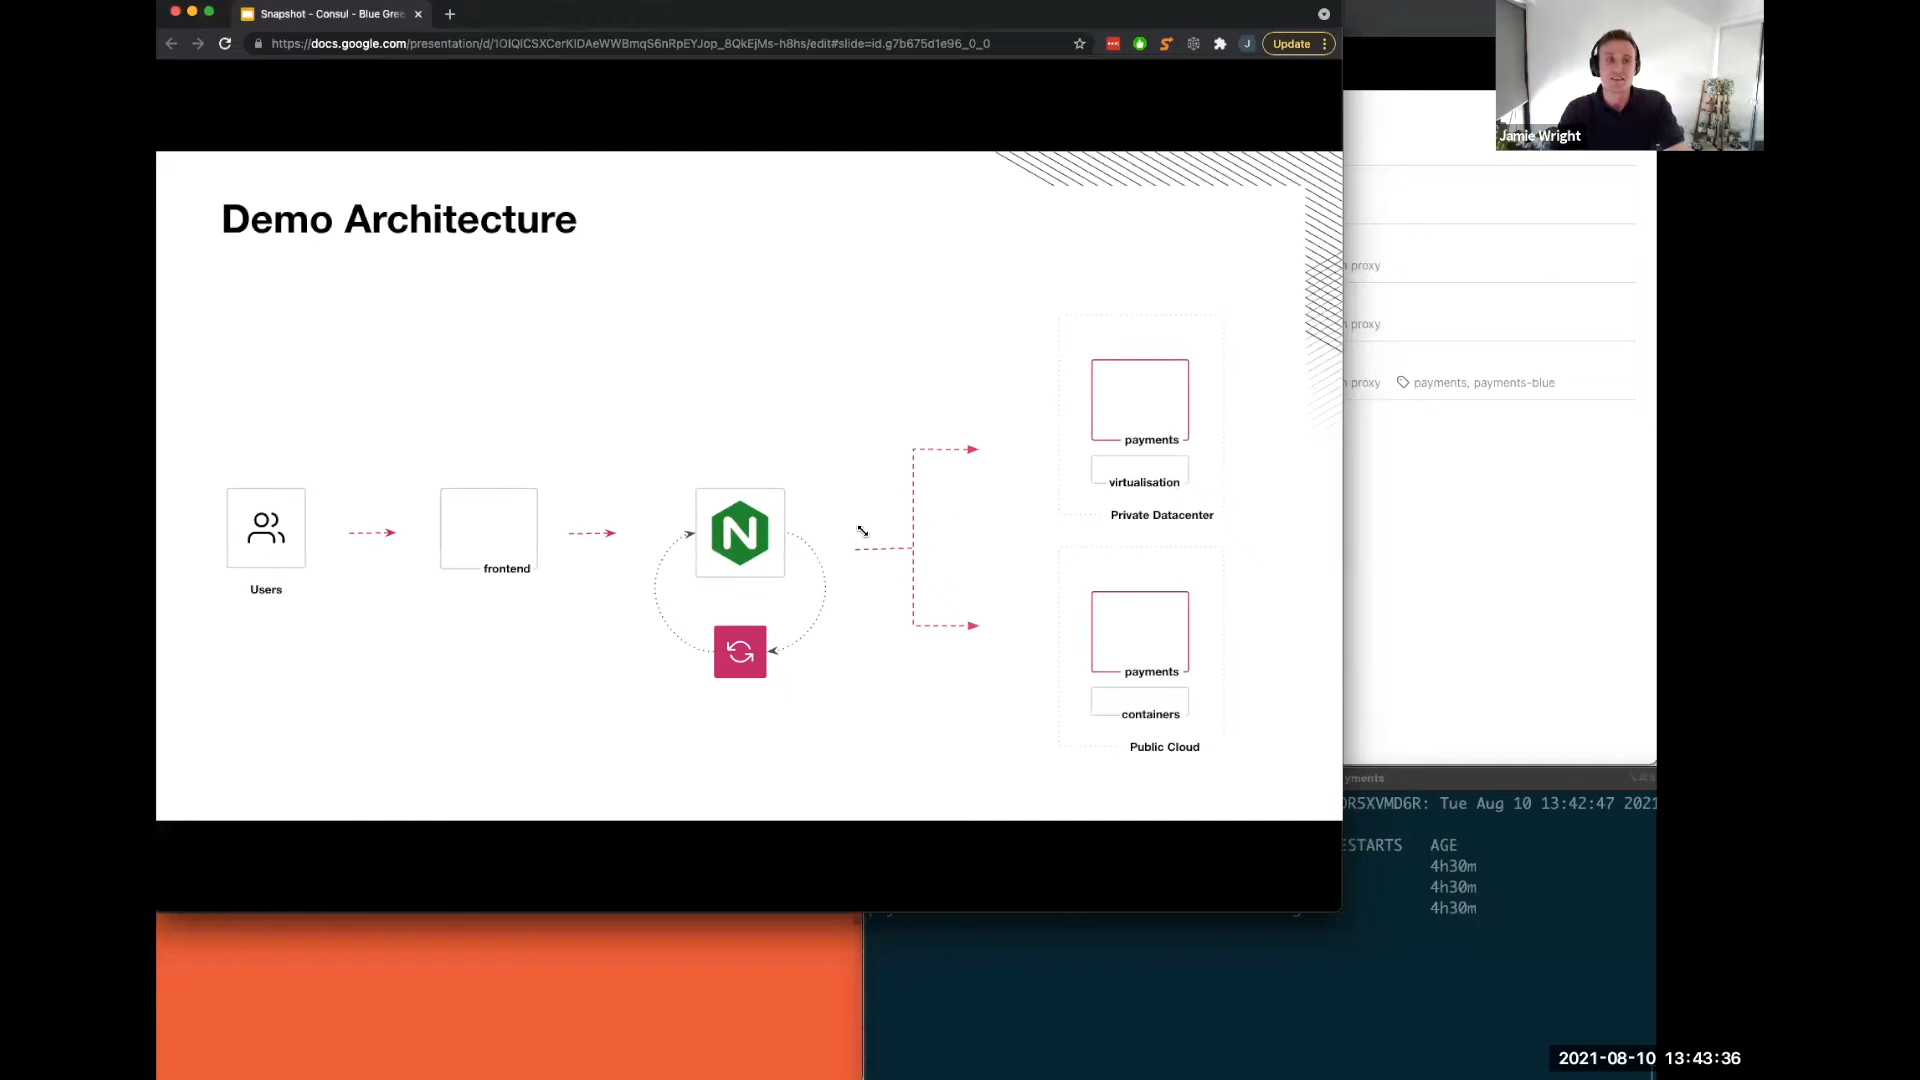 Snapshot - Consul - Blue Gree
https://docs.google.com/presentation/d/1OIQICSXCerKIDAeWWBmqS6nRpEYJop_8QkEjMs-h8hs/edit#slide=id.g7b675d1e96_0_0
J
Update
Jamie Wright
Demo Architecture
proxy
proxy
proxy
payments, payments-blue
payments
virtualisation
Private Datacenter
N
Users
frontend
payments
containers
Public Cloud
yments
DR5XVMD6R: Tue Aug 10 13:42:47 2021
ESTARTS AGE
4h30m
4h30m
4h30m
2021-08-10 13:43:36